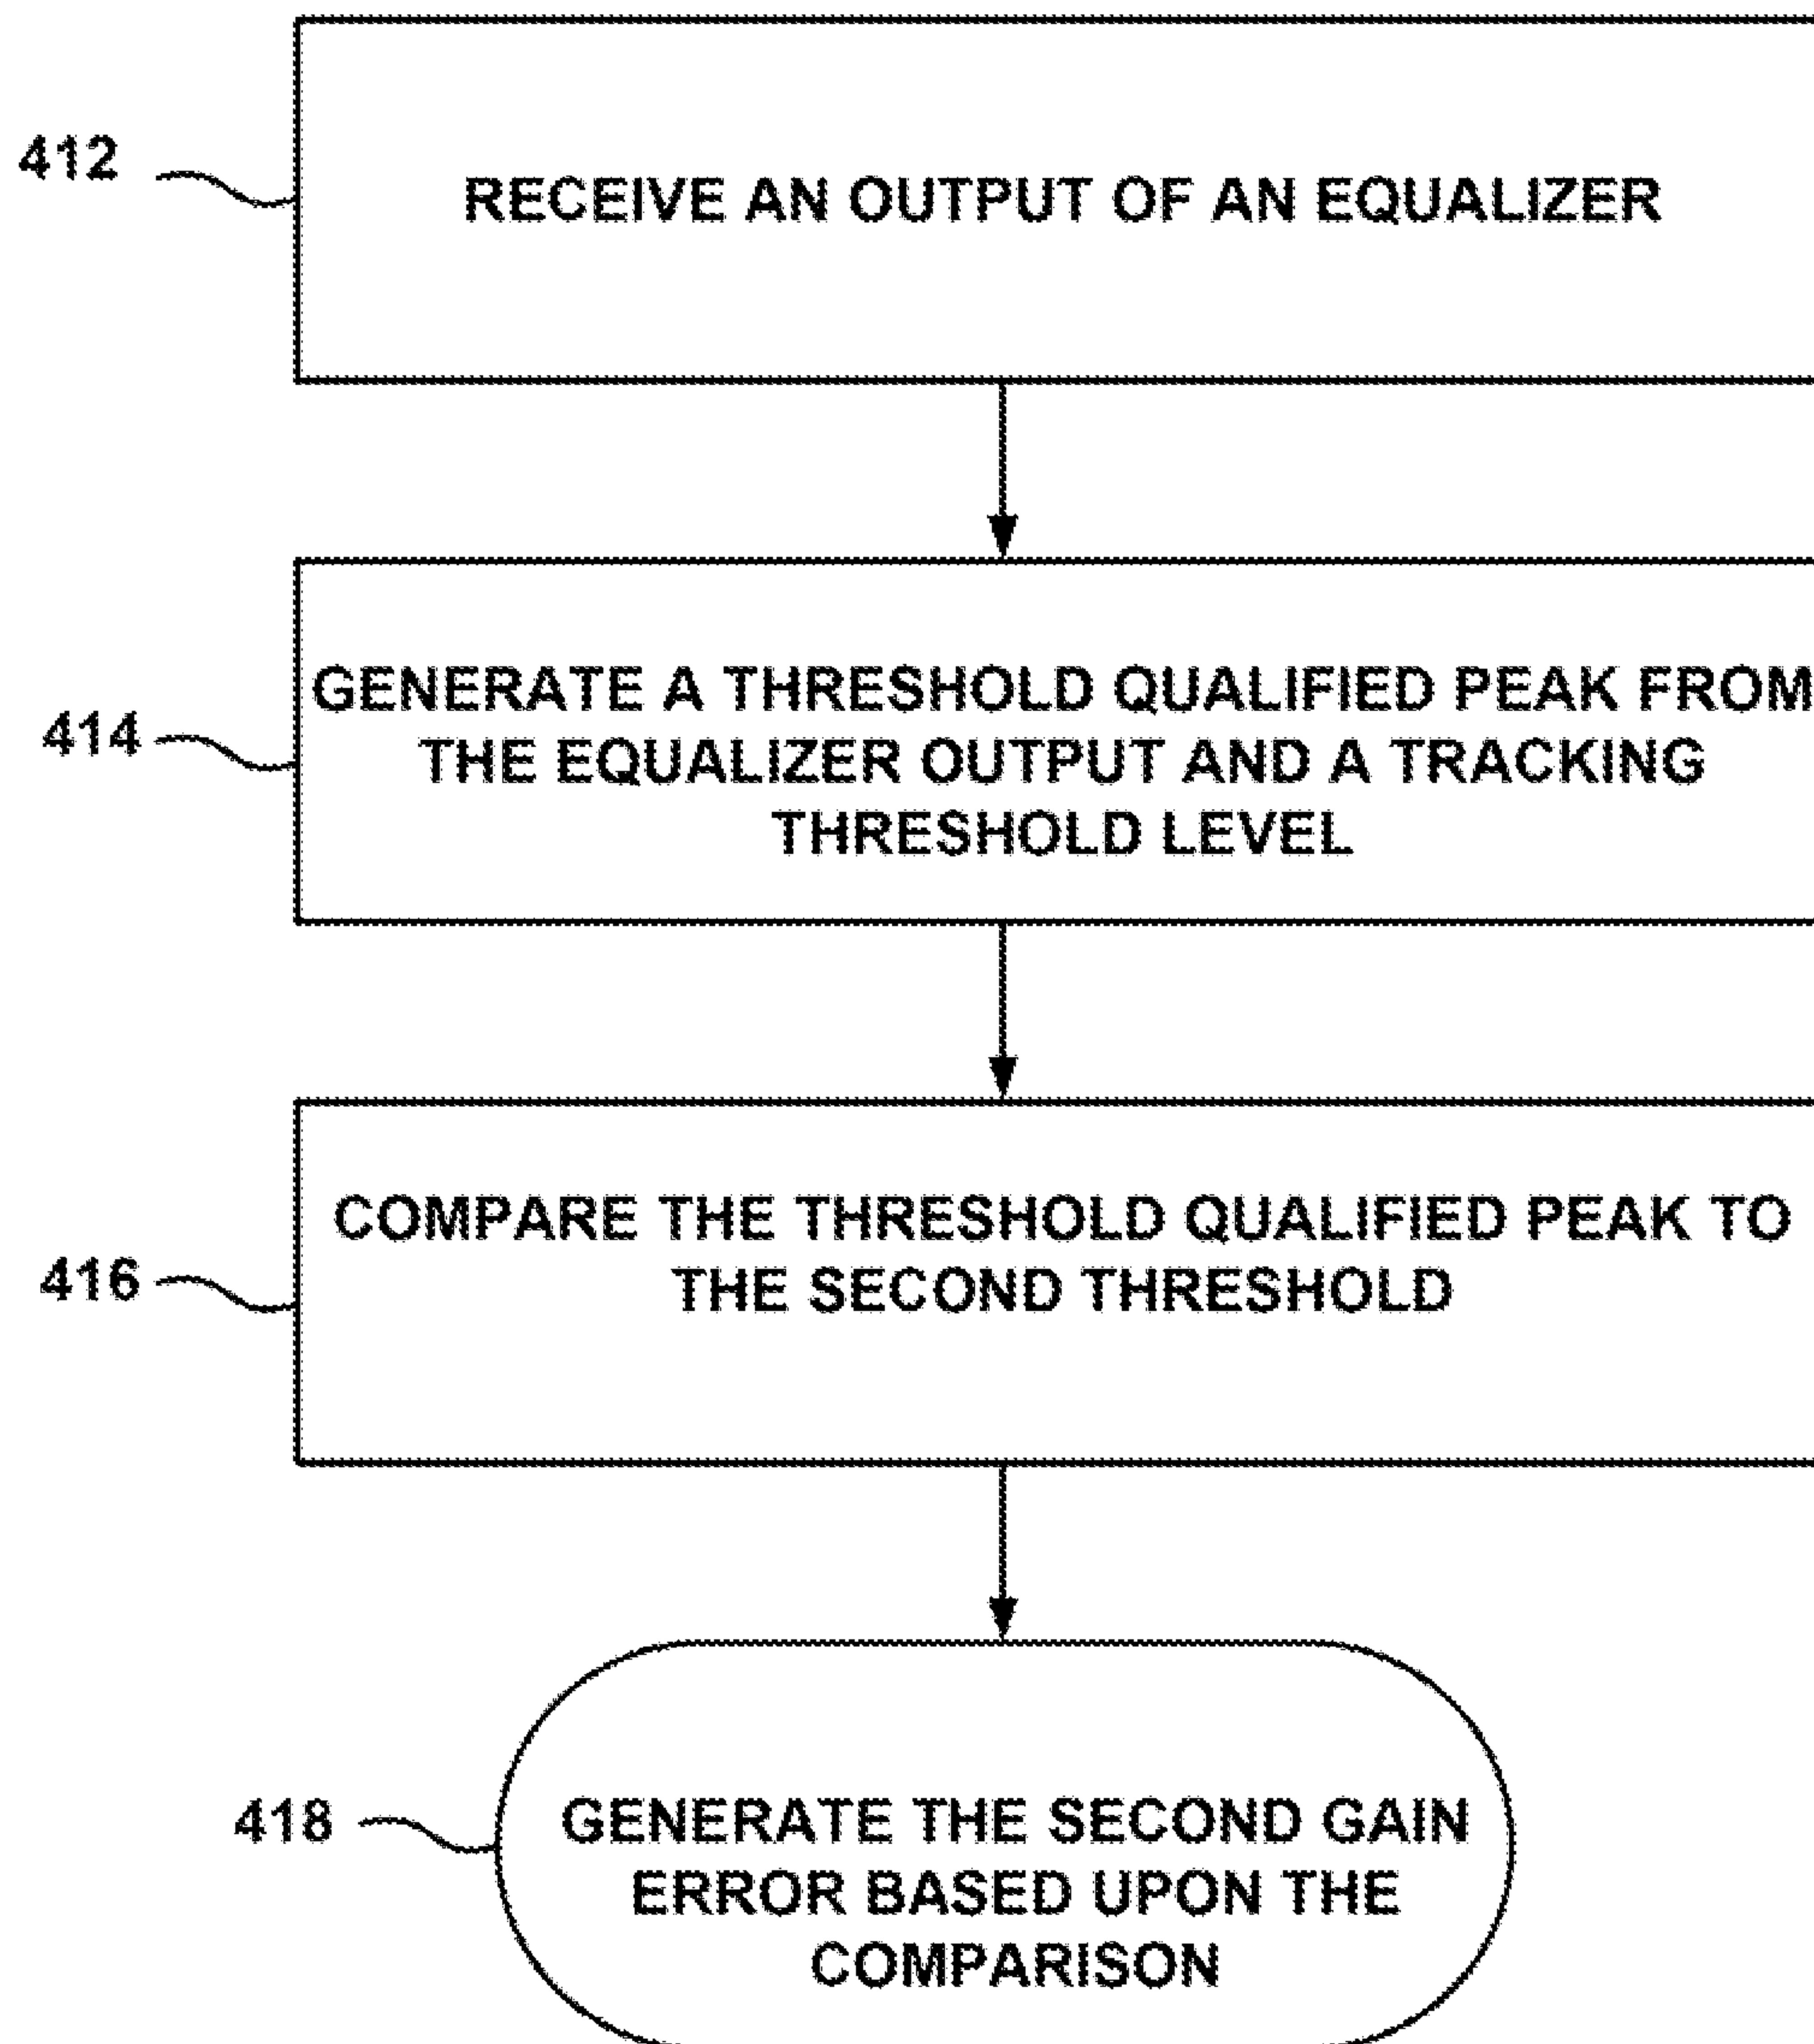 412
RECEIVE AN OUTPUT OF AN EQUALIZER
414
GENERATE A THRESHOLD QUALIFIED PEAK FROM
THE EQUALIZER OUTPUT AND A TRACKING
THRESHOLD LEVEL
416
COMPARE THE THRESHOLD QUALIFIED PEAK TO
THE SECOND THRESHOLD
418
GENERATE THE SECOND GAIN
ERROR BASED UPON THE
COMPARISON